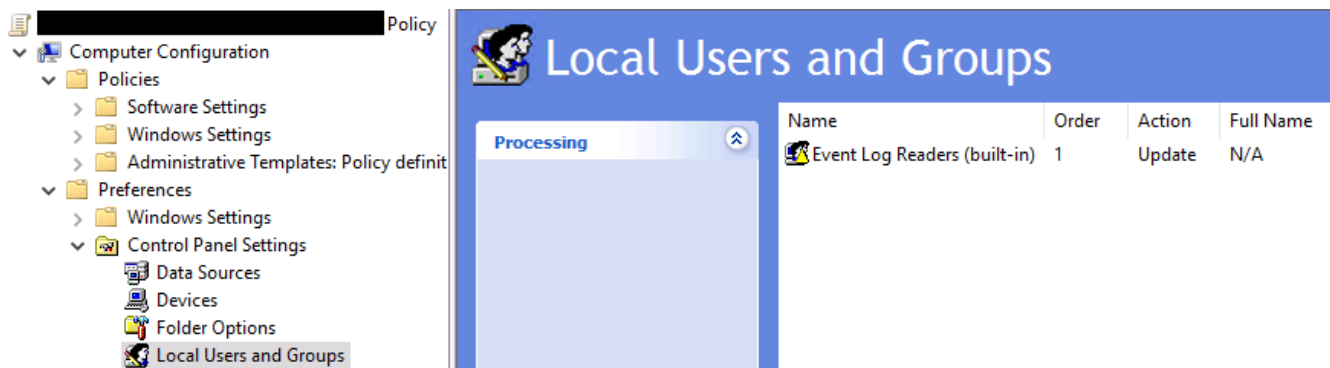 Policy
Computer Configuration
Policies
Software Settings
Windows Settings
Administrative Templates: Policy definit
Preferences
Windows Settings
Control Panel Settings
Data Sources
Devices
Folder Options
Local Users and Groups
Local Users and Groups
Processing
Name Order Action Full Name
Event Log Readers (built-in) 1 Update N/A